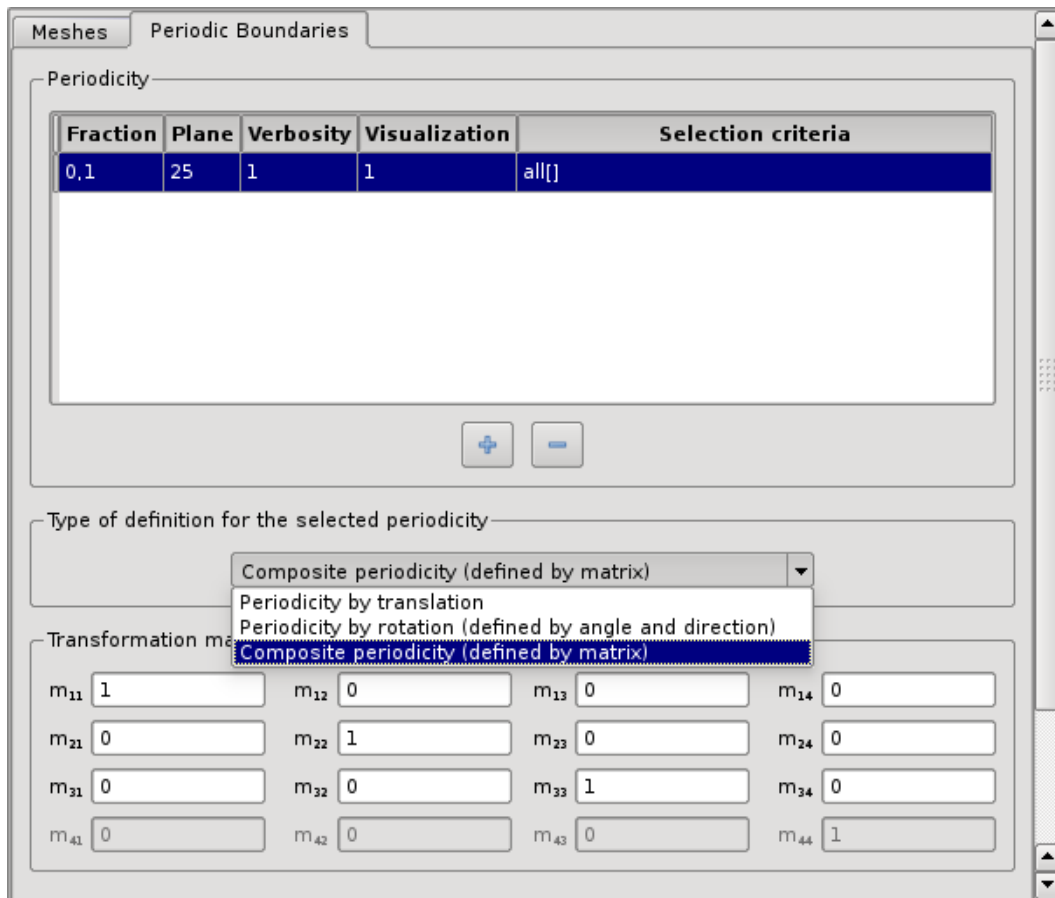 Meshes Periodic Boundaries
Periodicity
Fraction Plane Verbosity Visualization Selection criteria
0,1 25 1 1 all[]
Type of definition for the selected periodicity
Composite periodicity (defined by matrix)
Periodicity by translation
Periodicity by rotation (defined by angle and direction)
Composite periodicity (defined by matrix)
Transformation ma
m₁₁ 1 m₁₂ 0 m₁₃ 0 m₁₄ 0
m₂₁ 0 m₂₂ 1 m₂₃ 0 m₂₄ 0
m₃₁ 0 m₃₂ 0 m₃₃ 1 m₃₄ 0
m₄₁ 0 m₄₂ 0 m₄₃ 0 m₄₄ 1